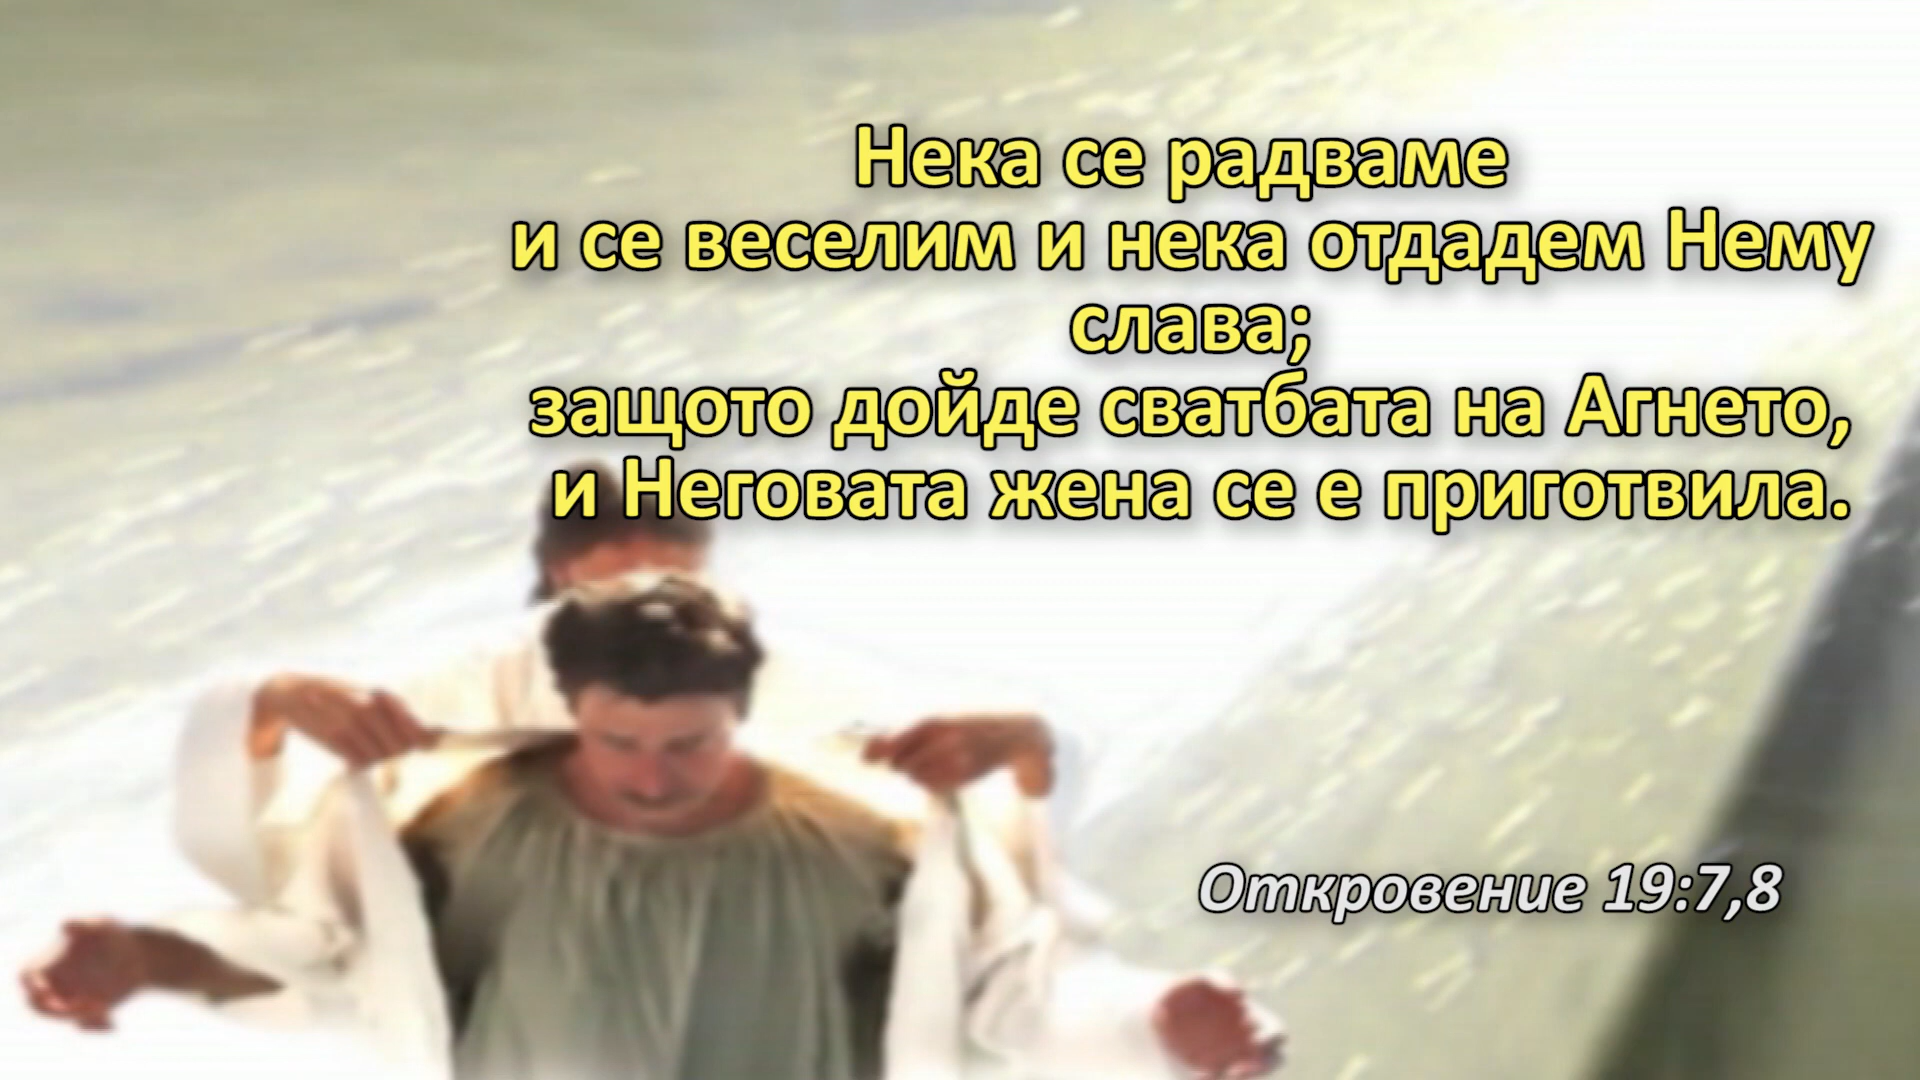 Нека се радваме
и се веселим и нека отдадем Нему
слава;
защото дойде сватбата на Агнето,
и Неговата жена се е приготвила.
Откровение 19:7,8